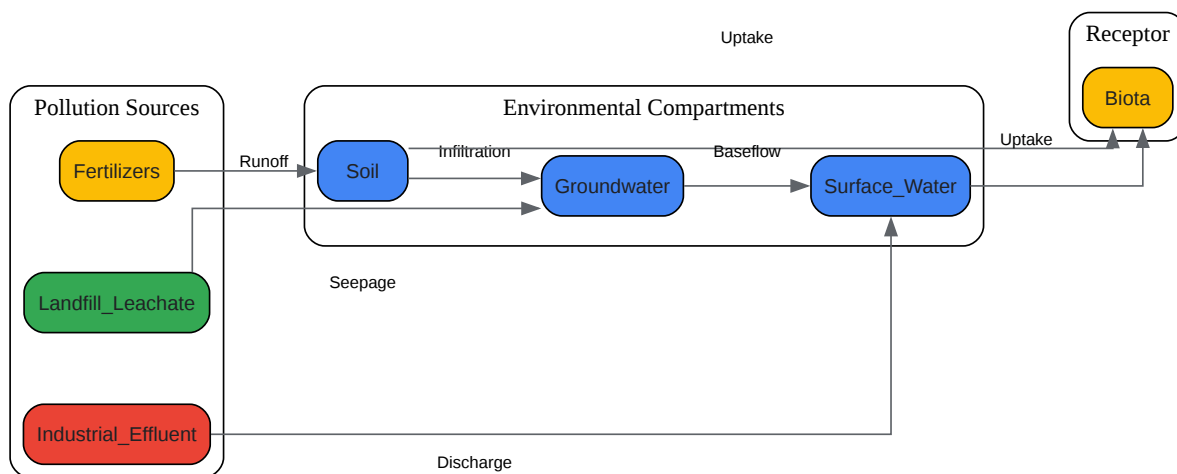 Uptake
Receptor
Biota
Pollution Sources
Environmental Compartments
Fertilizers
Runoff
Soil
Infiltration
Groundwater
Baseflow
Surface_Water
Uptake
Landfill_Leachate
Seepage
Industrial_Effluent
Discharge